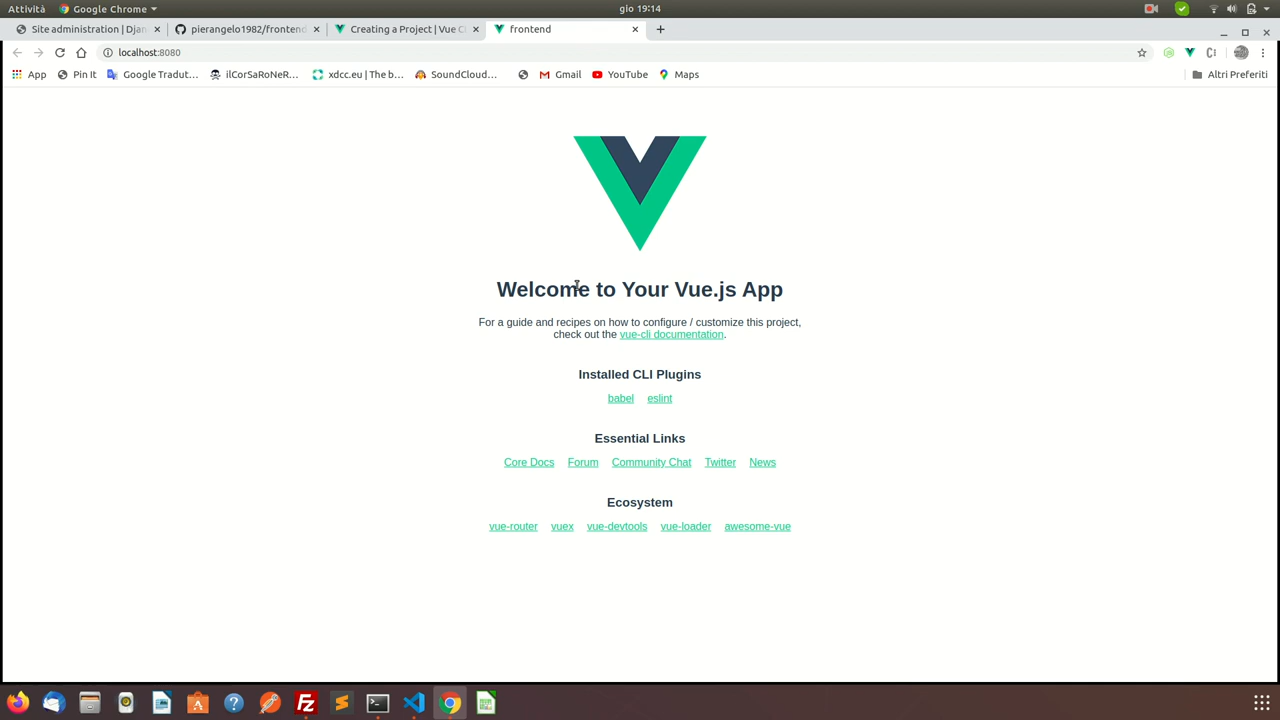 Attività
Google Chrome
gio 19:14
Site administration | Djan
pierangelo1982/frontend
Creating a Project | Vue C
frontend
localhost:8080
App
Pin It
Google Tradut...
ilCorSaRoNeR...
xdcc.eu | The b...
SoundCloud...
Gmail
YouTube
Maps
Altri Preferiti
Welcome to Your Vue.js App
For a guide and recipes on how to configure / customize this project,
check out the vue-cli documentation.
Installed CLI Plugins
babel eslint
Essential Links
Core Docs Forum Community Chat Twitter News
Ecosystem
vue-router vuex vue-devtools vue-loader awesome-vue